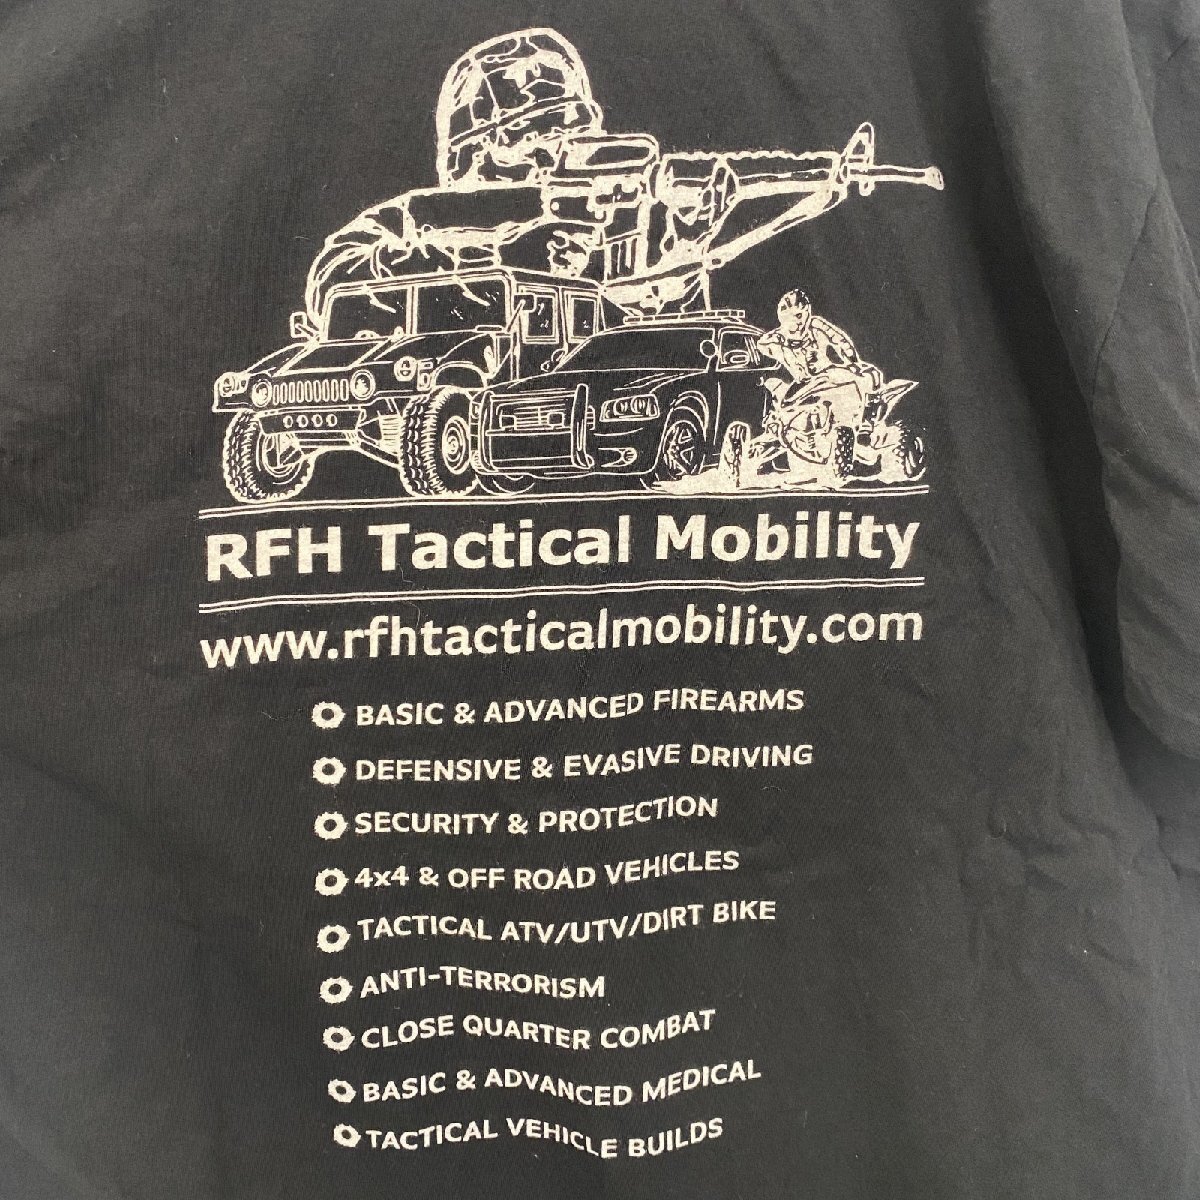 RFH Tactical Mobility
www.rfhtacticalmobility.com
BASIC & ADVANCED FIREARMS
DEFENSIVE & EVASIVE DRIVING
SECURITY & PROTECTION
4x4 & OFF ROAD VEHICLES
TACTICAL ATV/UTV/DIRT BIKE
ANTI-TERRORISM
CLOSE QUARTER COMBAT
BASIC & ADVANCED MEDICAL
TACTICAL VEHICLE BUILDS